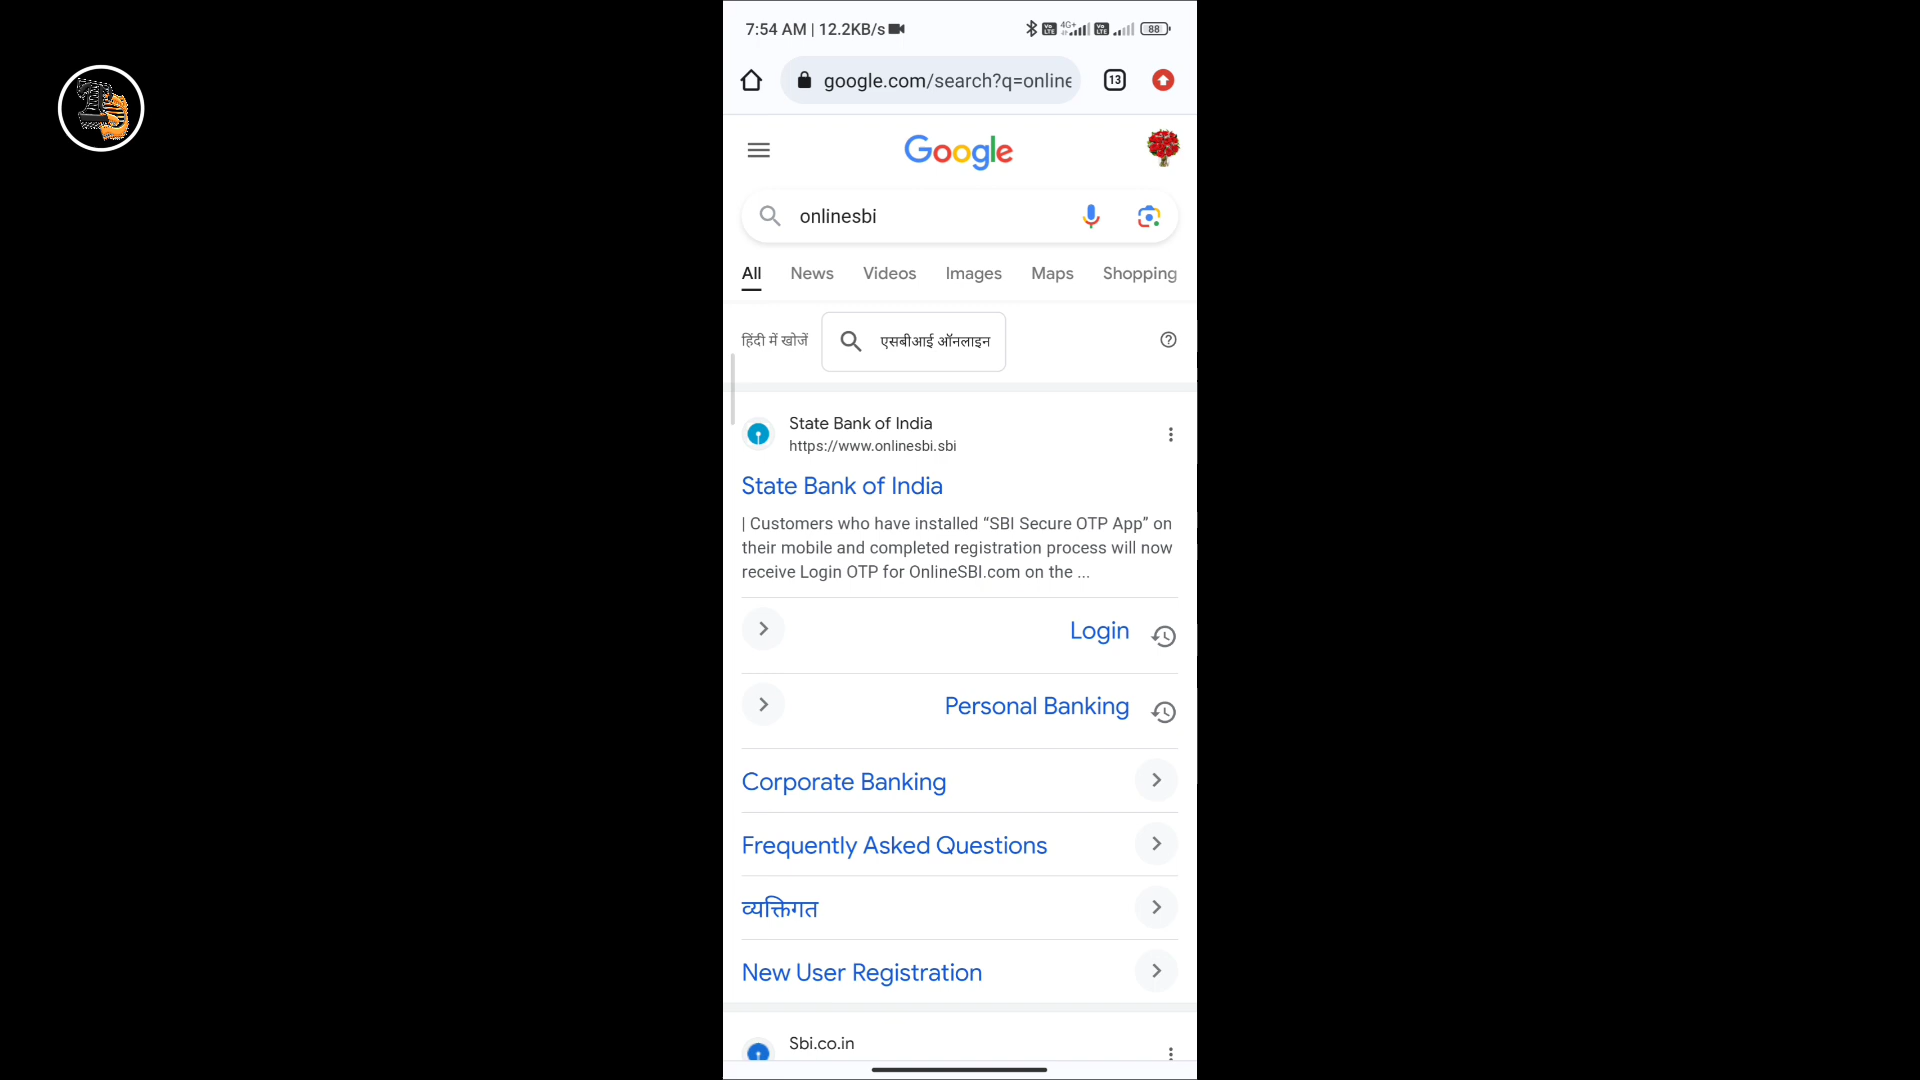 7:54 AM | 12.2KB/s
4G+
88
google.com/search?q=online
13
Google
onlinesbi
All News Videos Images Maps Shopping
हिंदी में खोजें
एसबीआई ऑनलाइन
State Bank of India
https://www.onlinesbi.sbi
State Bank of India
| Customers who have installed “SBI Secure OTP App” on
their mobile and completed registration process will now
receive Login OTP for OnlineSBI.com on the ...
Login
Personal Banking
Corporate Banking
Frequently Asked Questions
व्यक्तिगत
New User Registration
Sbi.co.in